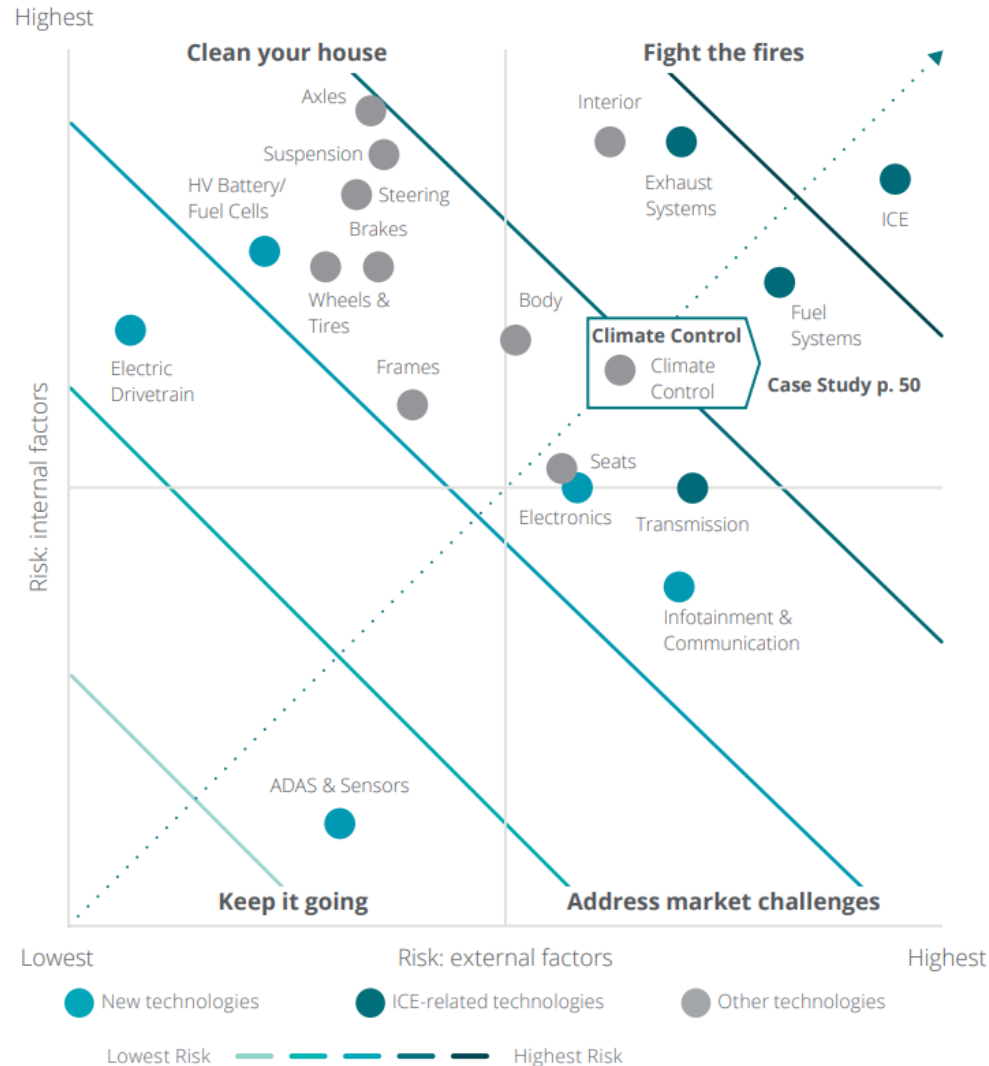 Highest
Clean your house
Fight the fires
Axles
Interior
Suspension
HV Battery/
Fuel Cells
Steering
Exhaust
Systems
ICE
Brakes
Wheels &
Tires
Body
Fuel
Systems
Climate Control
Climate
Control
Case Study p. 50
Electric
Drivetrain
Frames
Risk: internal factors
Seats
Electronics
Transmission
Infotainment &
Communication
ADAS & Sensors
Keep it going
Address market challenges
Lowest
Risk: external factors
Highest
New technologies
ICE-related technologies
Other technologies
Lowest Risk
Highest Risk